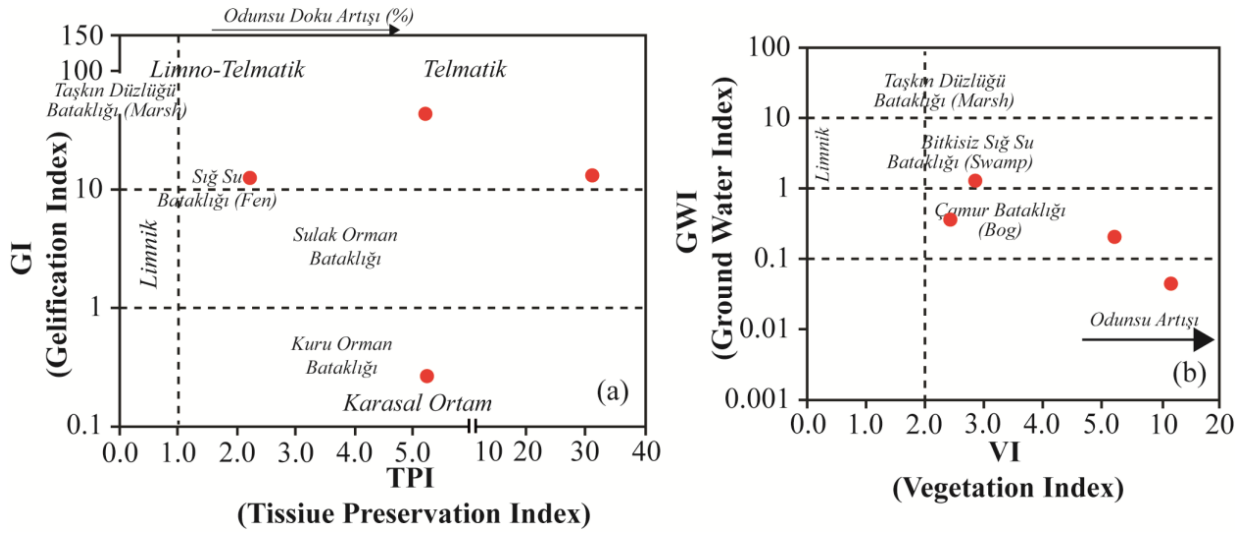 Odunsu Doku Artışı (%)
150
100
10
1
0.1
GI
(Gelification Index)
Limno-Telmatik
Telmatik
Taşkın Düzlüğü
Bataklığı (Marsh)
Sığ Su
Bataklığı (Fen)
Limnik
Sulak Orman
Bataklığı
Kuru Orman
Bataklığı
Karasal Ortam
(a)
0.0 1.0 2.0 3.0 4.0 5.0 10 20 30 40
TPI
(Tissiue Preservation Index)
100
10
1
0.1
0.01
0.001
GWI
(Ground Water Index)
Taşkın Düzlüğü
Bataklığı (Marsh)
Limnik
Bitkisiz Sığ Su
Bataklığı (Swamp)
Çamur Bataklığı
(Bog)
Odunsu Artışı
(b)
0.0 1.0 2.0 3.0 4.0 5.0 10 20
VI
(Vegetation Index)